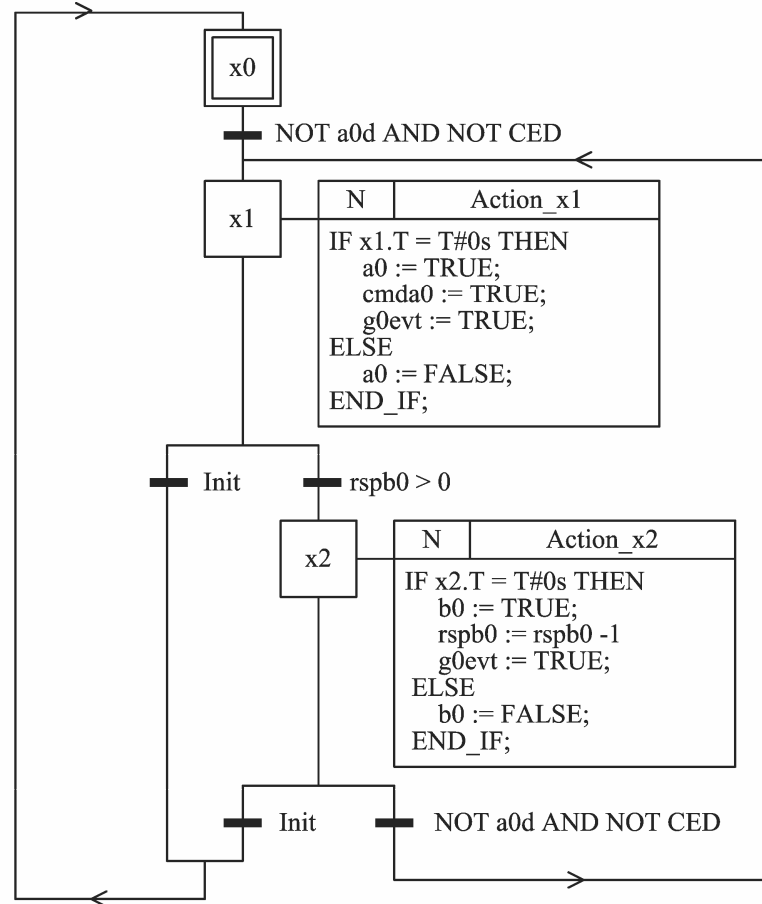 x0
NOT a0d AND NOT CED
x1
N
Action_x1
IF x1.T = T#0s THEN
a0 := TRUE;
cmda0 := TRUE;
g0evt := TRUE;
ELSE
a0 := FALSE;
END_IF;
Init
rspb0 > 0
x2
N
Action_x2
IF x2.T = T#0s THEN
b0 := TRUE;
rspb0 := rspb0 -1
g0evt := TRUE;
ELSE
b0 := FALSE;
END_IF;
Init
NOT a0d AND NOT CED